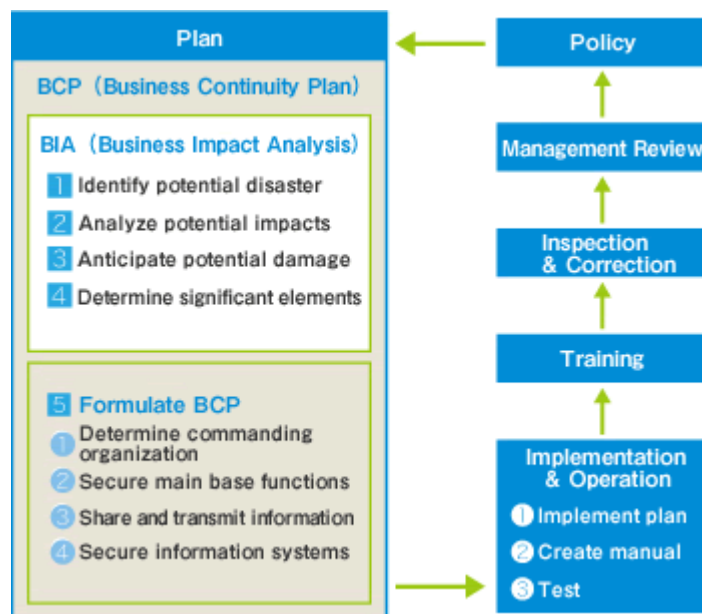 Plan
BCP (Business Continuity Plan)
BIA (Business Impact Analysis)
1 Identify potential disaster
2 Analyze potential impacts
3 Anticipate potential damage
4 Determine significant elements
5 Formulate BCP
1 Determine commanding
organization
2 Secure main base functions
3 Share and transmit information
4 Secure information systems
Policy
Management Review
Inspection
& Correction
Training
Implementation
& Operation
1 Implement plan
2 Create manual
3 Test